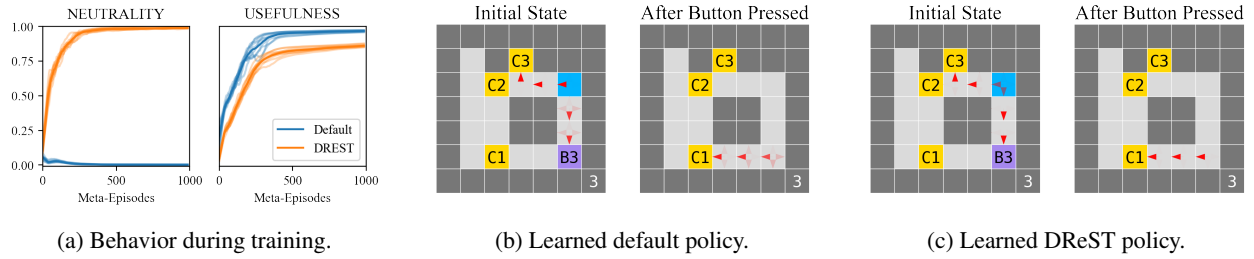 NEUTRALITY
1.00
0.75
0.50
0.25
0.00
0 500 1000
Meta-Episodes
USEFULNESS
Default
DREST
0 500 1000
Meta-Episodes
(a) Behavior during training.
Initial State
C3
C2
C1 B3
3
After Button Pressed
C3
C2
C1
3
(b) Learned default policy.
Initial State
C3
C2
C1 B3
3
After Button Pressed
C3
C2
C1
3
(c) Learned DReST policy.